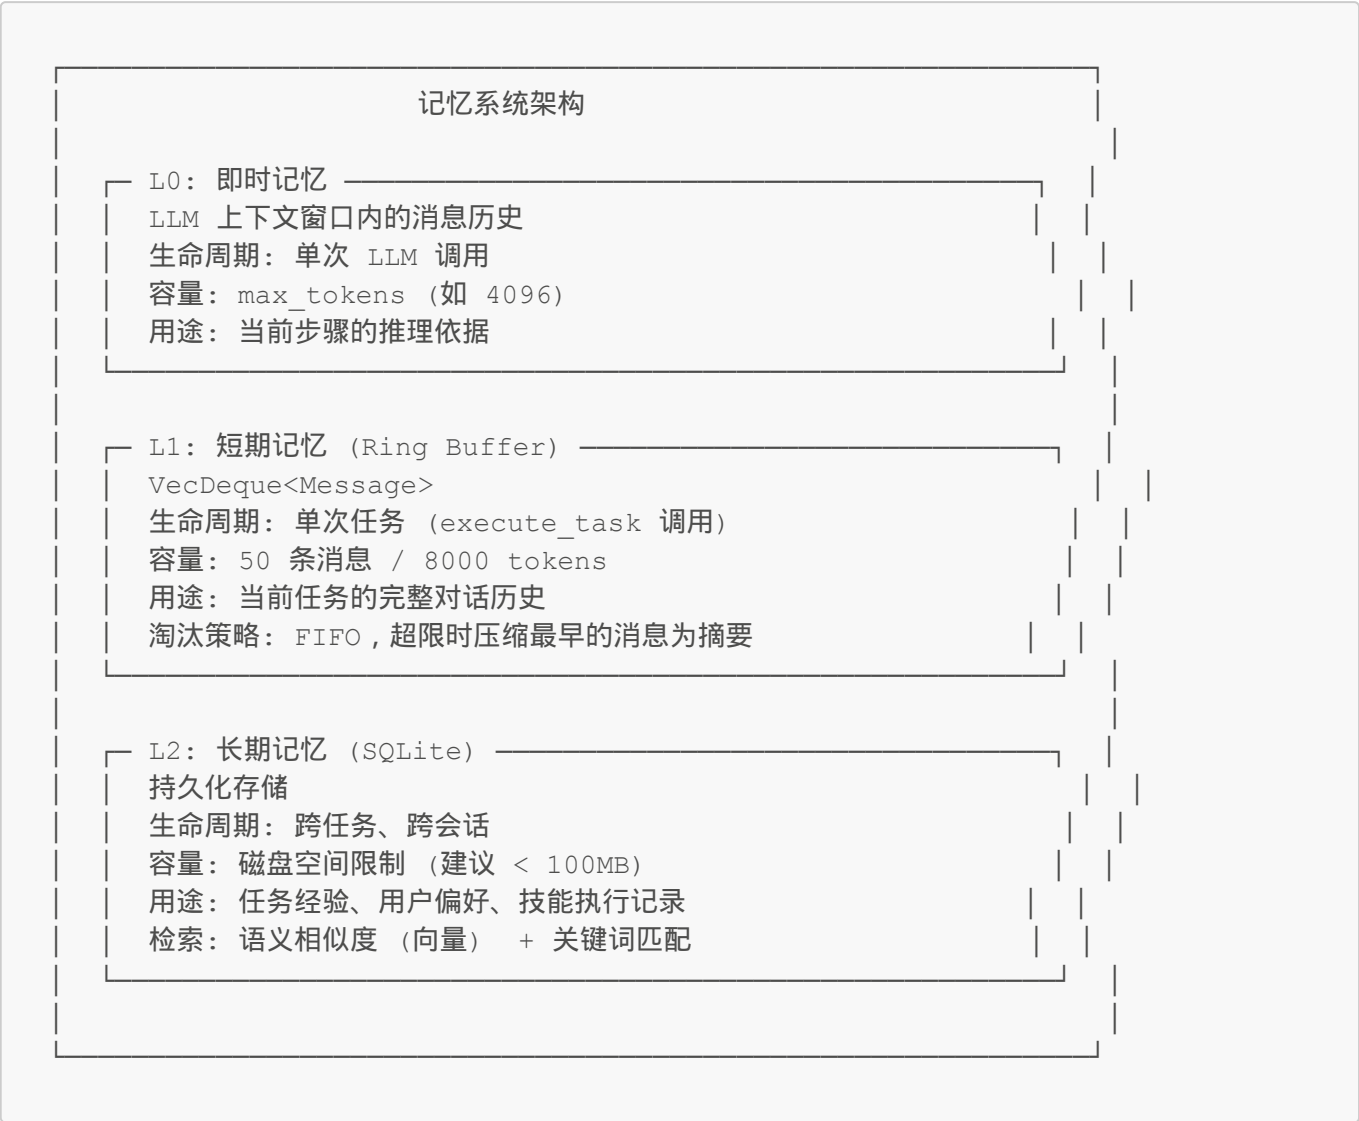 记忆系统架构
L0: 即时记忆
LLM 上下文窗口内的消息历史
生命周期: 单次 LLM 调用
容量: max_tokens (如 4096)
用途: 当前步骤的推理依据
L1: 短期记忆 (Ring Buffer)
VecDeque<Message>
生命周期: 单次任务 (execute_task 调用)
容量: 50 条消息 / 8000 tokens
用途: 当前任务的完整对话历史
淘汰策略: FIFO，超限时压缩最早的消息为摘要
L2: 长期记忆 (SQLite)
持久化存储
生命周期: 跨任务、跨会话
容量: 磁盘空间限制 (建议 < 100MB)
用途: 任务经验、用户偏好、技能执行记录
检索: 语义相似度 (向量) + 关键词匹配